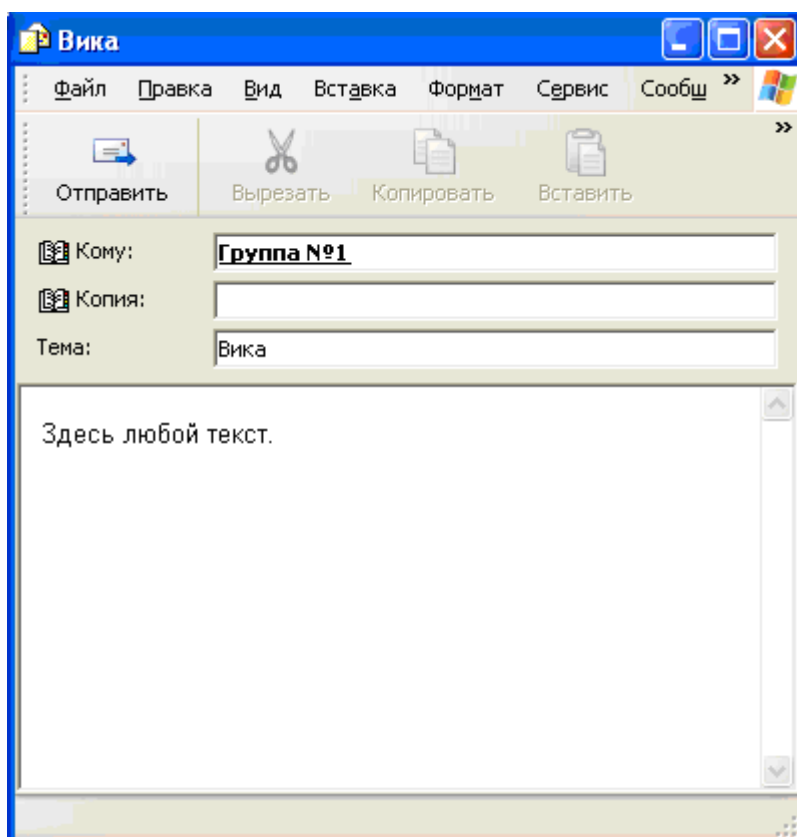 Вика
Файл Правка Вид Вставка Формат Сервис Сообщ »
»
Отправить Вырезать Копировать Вставить
Кому: Группа №1
Копия:
Тема: Вика
Здесь любой текст.